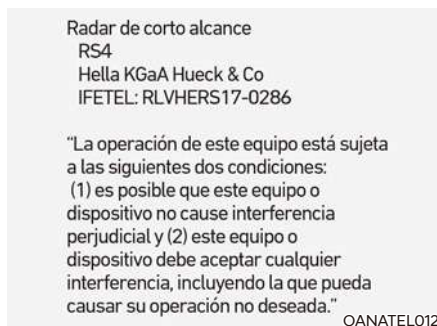 Radar de corto alcance
RS4
Hella KGaA Hueck & Co
IFETEL: RLVHERS17-0286
“La operación de este equipo está sujeta
a las siguientes dos condiciones:
(1) es posible que este equipo o
dispositivo no cause interferencia
perjudicial y (2) este equipo o
dispositivo debe aceptar cualquier
interferencia, incluyendo la que pueda
causar su operación no deseada.”
OANATEL012